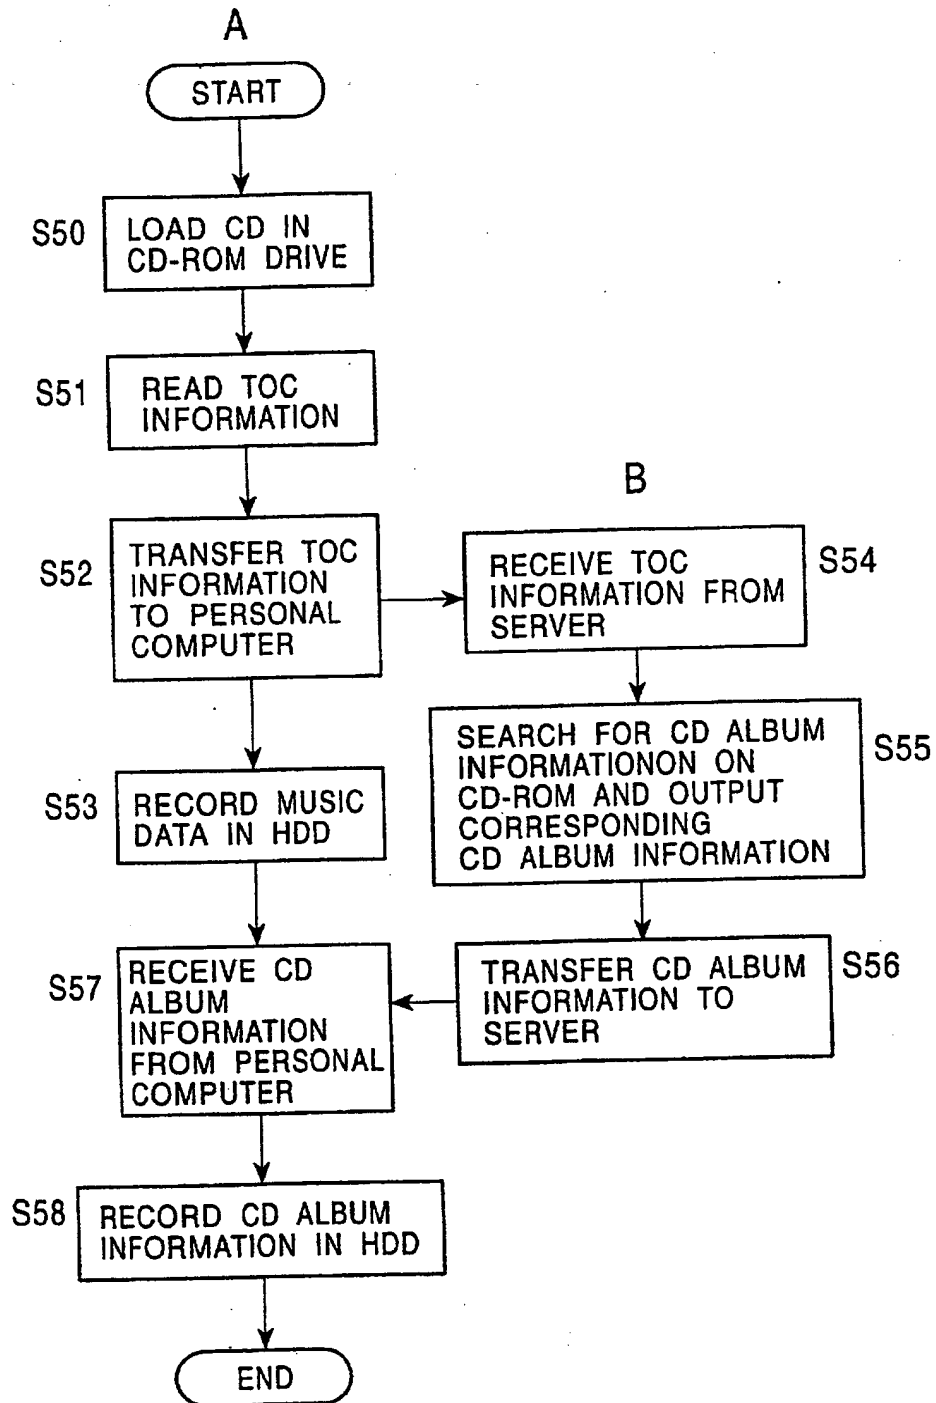 A
START
S50
LOAD CD IN
CD-ROM DRIVE
S51
READ TOC
INFORMATION
S52
TRANSFER TOC
INFORMATION
TO PERSONAL
COMPUTER
B
RECEIVE TOC
INFORMATION FROM
SERVER
S54
SEARCH FOR CD ALBUM
INFORMATIONON ON
CD-ROM AND OUTPUT
CORRESPONDING
CD ALBUM INFORMATION
S55
S53
RECORD MUSIC
DATA IN HDD
TRANSFER CD ALBUM
INFORMATION TO
SERVER
S56
S57
RECEIVE CD
ALBUM
INFORMATION
FROM PERSONAL
COMPUTER
S58
RECORD CD ALBUM
INFORMATION IN HDD
END